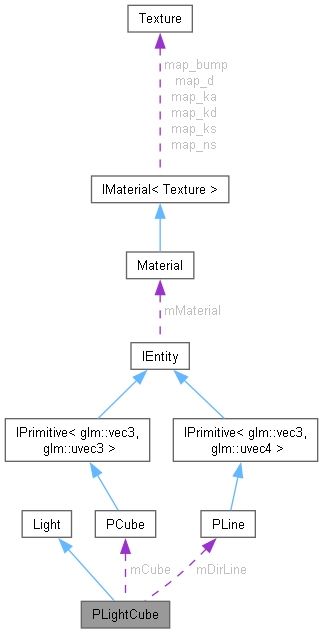 Texture
map_bump
map_d
map_ka
map_kd
map_ks
map_ns
IMaterial< Texture >
Material
mMaterial
IEntity
IPrimitive< glm::vec3,
glm::uvec3 >
IPrimitive< glm::vec3,
glm::uvec4 >
Light
PCube
PLine
mCube
mDirLine
PLightCube